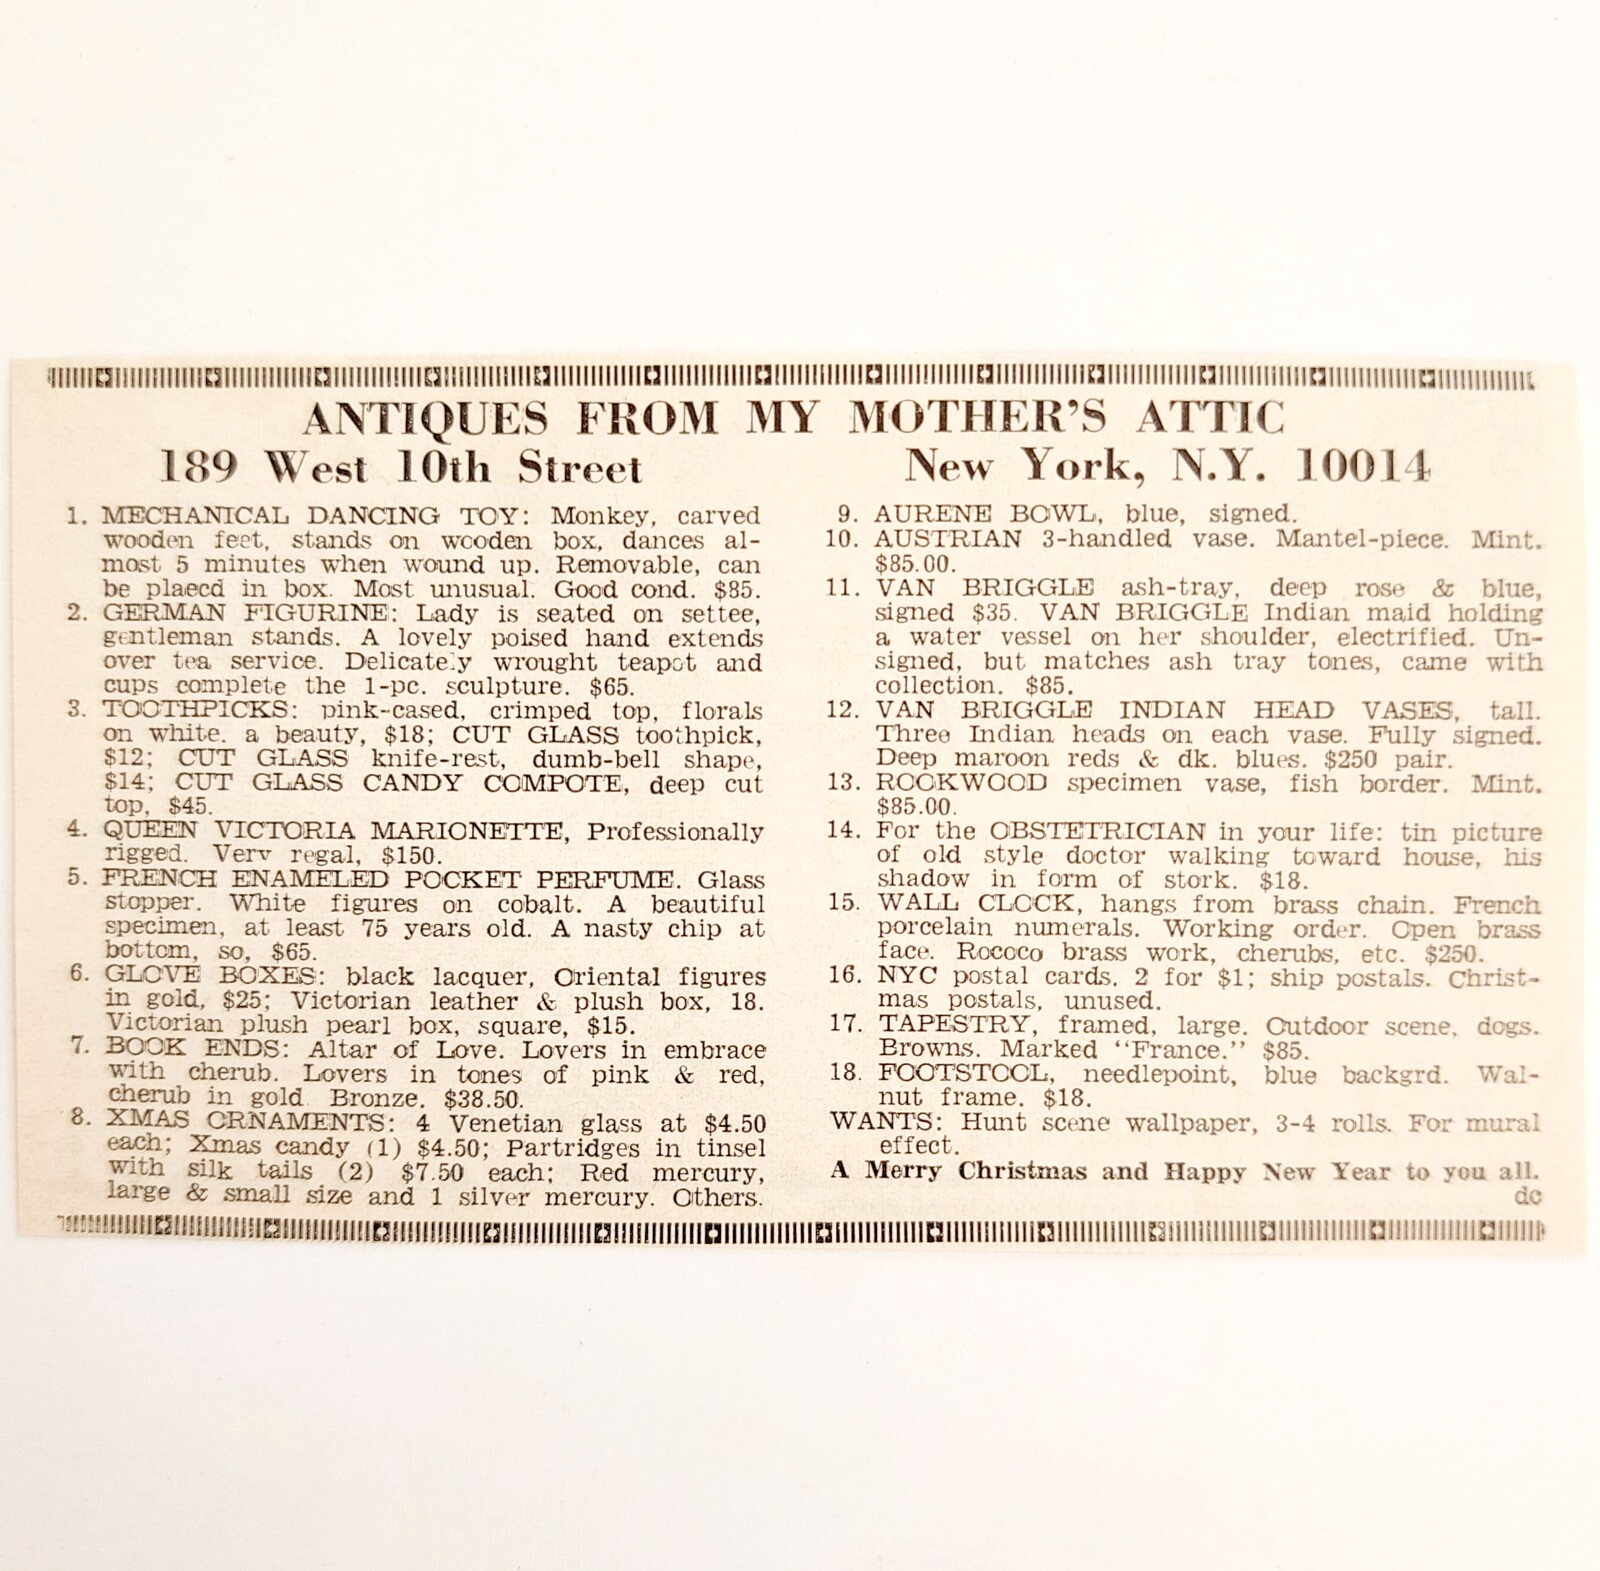 ANTIQUES FROM MY MOTHER'S ATTIC
189 West 10th Street New York, N.Y. 10014
1. MECHANICAL DANCING TOY: Monkey, carved
wooden feet, stands on wooden box, dances al-
most 5 minutes when wound up. Removable, can
be plaecd in box. Most unusual. Good cond. $85.
2. GERMAN FIGURINE: Lady is seated on settee,
gentleman stands. A lovely poised hand extends
over tea service. Delicately wrought teapot and
cups complete the 1-pc. sculpture. $65.
3. TOOTHPICKS: pink-cased, crimped top, florals
on white. a beauty, $18; CUT GLASS toothpick,
$12; CUT GLASS knife-rest, dumb-bell shape,
$14; CUT GLASS CANDY COMPOTE, deep cut
top, $45.
4. QUEEN VICTORIA MARIONETTE, Professionally
rigged. Very regal, $150.
5. FRENCH ENAMELED POCKET PERFUME. Glass
stopper. White figures on cobalt. A beautiful
specimen, at least 75 years old. A nasty chip at
bottom, so, $65.
6. GLOVE BOXES: black lacquer, Oriental figures
in gold, $25; Victorian leather & plush box, 18.
Victorian plush pearl box, square, $15.
7. BOOK ENDS: Altar of Love. Lovers in embrace
with cherub. Lovers in tones of pink & red,
cherub in gold. Bronze. $38.50.
8. XMAS ORNAMENTS: 4 Venetian glass at $4.50
each; Xmas candy (1) $4.50; Partridges in tinsel
with silk tails (2) $7.50 each; Red mercury,
large & small size and 1 silver mercury. Others.
9. AURENE BOWL, blue, signed.
10. AUSTRIAN 3-handled vase. Mantel-piece. Mint.
$85.00.
11. VAN BRIGGLE ash-tray, deep rose & blue,
signed $35. VAN BRIGGLE Indian maid holding
a water vessel on her shoulder, electrified. Un-
signed, but matches ash tray tones, came with
collection. $85.
12. VAN BRIGGLE INDIAN HEAD VASES, tall.
Three Indian heads on each vase. Fully signed.
Deep maroon reds & dk. blues. $250 pair.
13. ROOKWOOD specimen vase, fish border. Mint.
$85.00.
14. For the OBSTETRICIAN in your life: tin picture
of old style doctor walking toward house, his
shadow in form of stork. $18.
15. WALL CLOCK, hangs from brass chain. French
porcelain numerals. Working order. Open brass
face. Rococo brass work, cherubs, etc. $250.
16. NYC postal cards, 2 for $1; ship postals. Christ-
mas postals, unused.
17. TAPESTRY, framed, large. Outdoor scene, dogs.
Browns. Marked "France." $85.
18. FOOTSTOOL, needlepoint, blue backgrd. Wal-
nut frame. $18.
WANTS: Hunt scene wallpaper, 3-4 rolls. For mural
effect.
A Merry Christmas and Happy New Year to you all.
dc